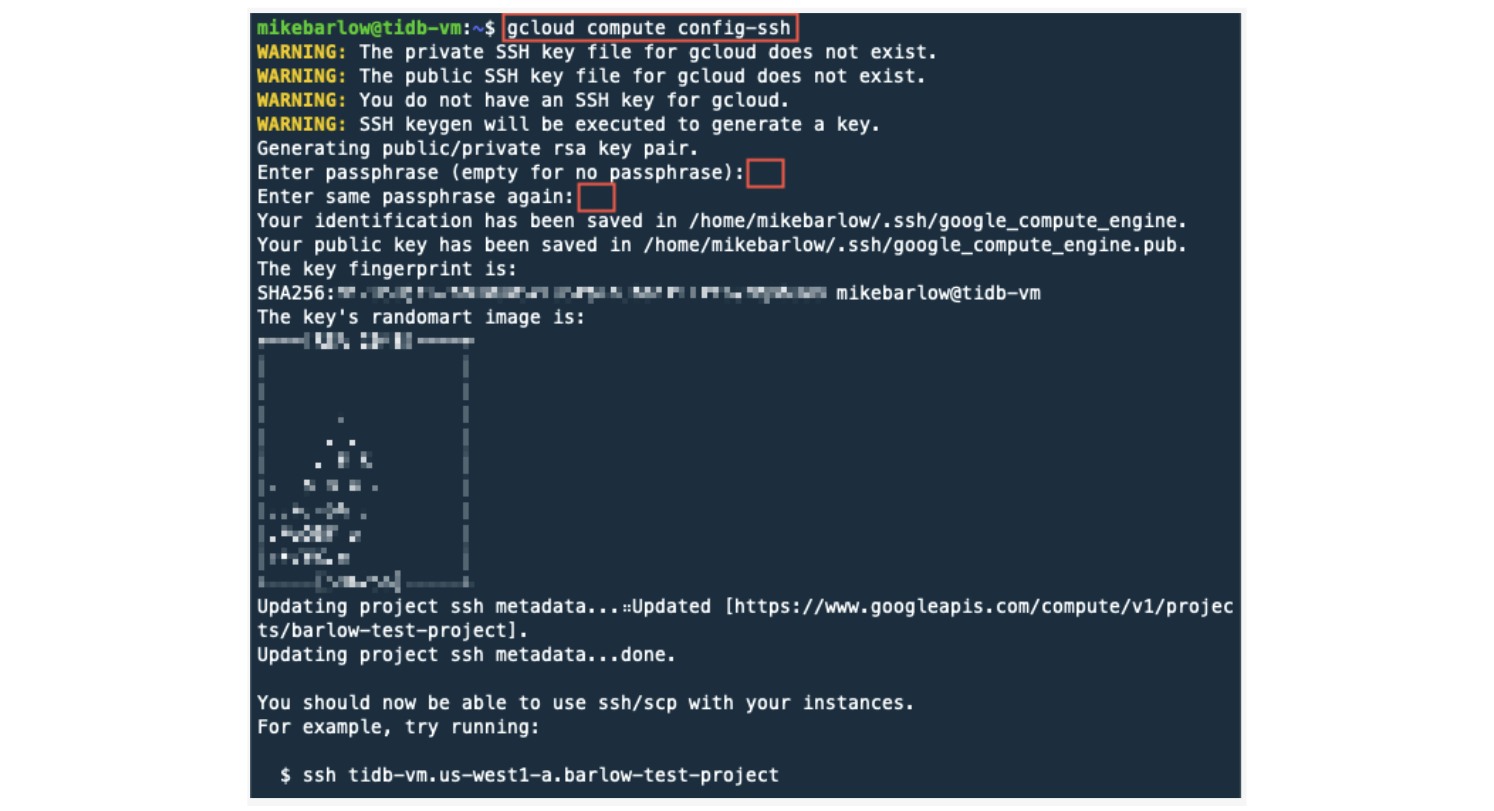 mikebarlow@tidb-vm:~$ gcloud compute config-ssh
WARNING: The private SSH key file for gcloud does not exist.
WARNING: The public SSH key file for gcloud does not exist.
WARNING: You do not have an SSH key for gcloud.
WARNING: SSH keygen will be executed to generate a key.
Generating public/private rsa key pair.
Enter passphrase (empty for no passphrase):
Enter same passphrase again:
Your identification has been saved in /home/mikebarlow/.ssh/google_compute_engine.
Your public key has been saved in /home/mikebarlow/.ssh/google_compute_engine.pub.
The key fingerprint is:
SHA256: mikebarlow@tidb-vm
The key's randomart image is:
Updating project ssh metadata...⠶Updated [https://www.googleapis.com/compute/v1/projec
ts/barlow-test-project].
Updating project ssh metadata...done.
You should now be able to use ssh/scp with your instances.
For example, try running:
$ ssh tidb-vm.us-west1-a.barlow-test-project